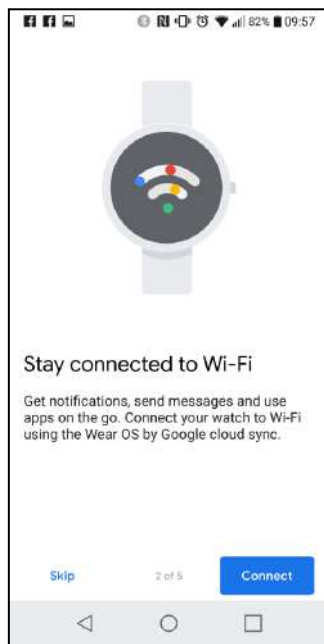 82% 09:57
Stay connected to Wi-Fi
Get notifications, send messages and use
apps on the go. Connect your watch to Wi-Fi
using the Wear OS by Google cloud sync.
Skip 2 of 5 Connect